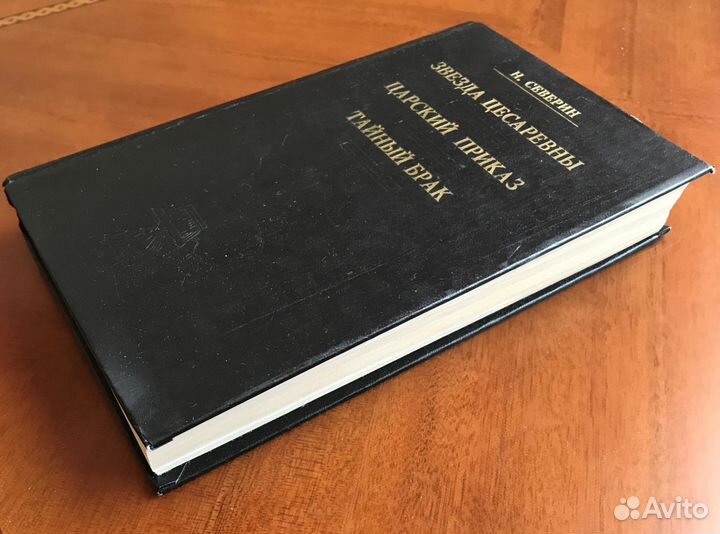 Н. СЕВЕРИН
ЗВЕЗДА ЦЕСАРЕВНЫ
ЦАРСКИЙ ПРИКАЗ
ТАЙНЫЙ БРАК
Avito